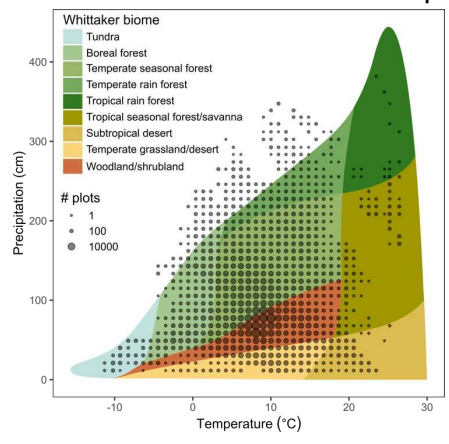 Whittaker biome
Tundra
Boreal forest
Temperate seasonal forest
Temperate rain forest
Tropical rain forest
Tropical seasonal forest/savanna
Subtropical desert
Temperate grassland/desert
Woodland/shrubland
# plots
1
100
10000
Precipitation (cm)
400
300
200
100
0
-10
0
10
20
30
Temperature (°C)